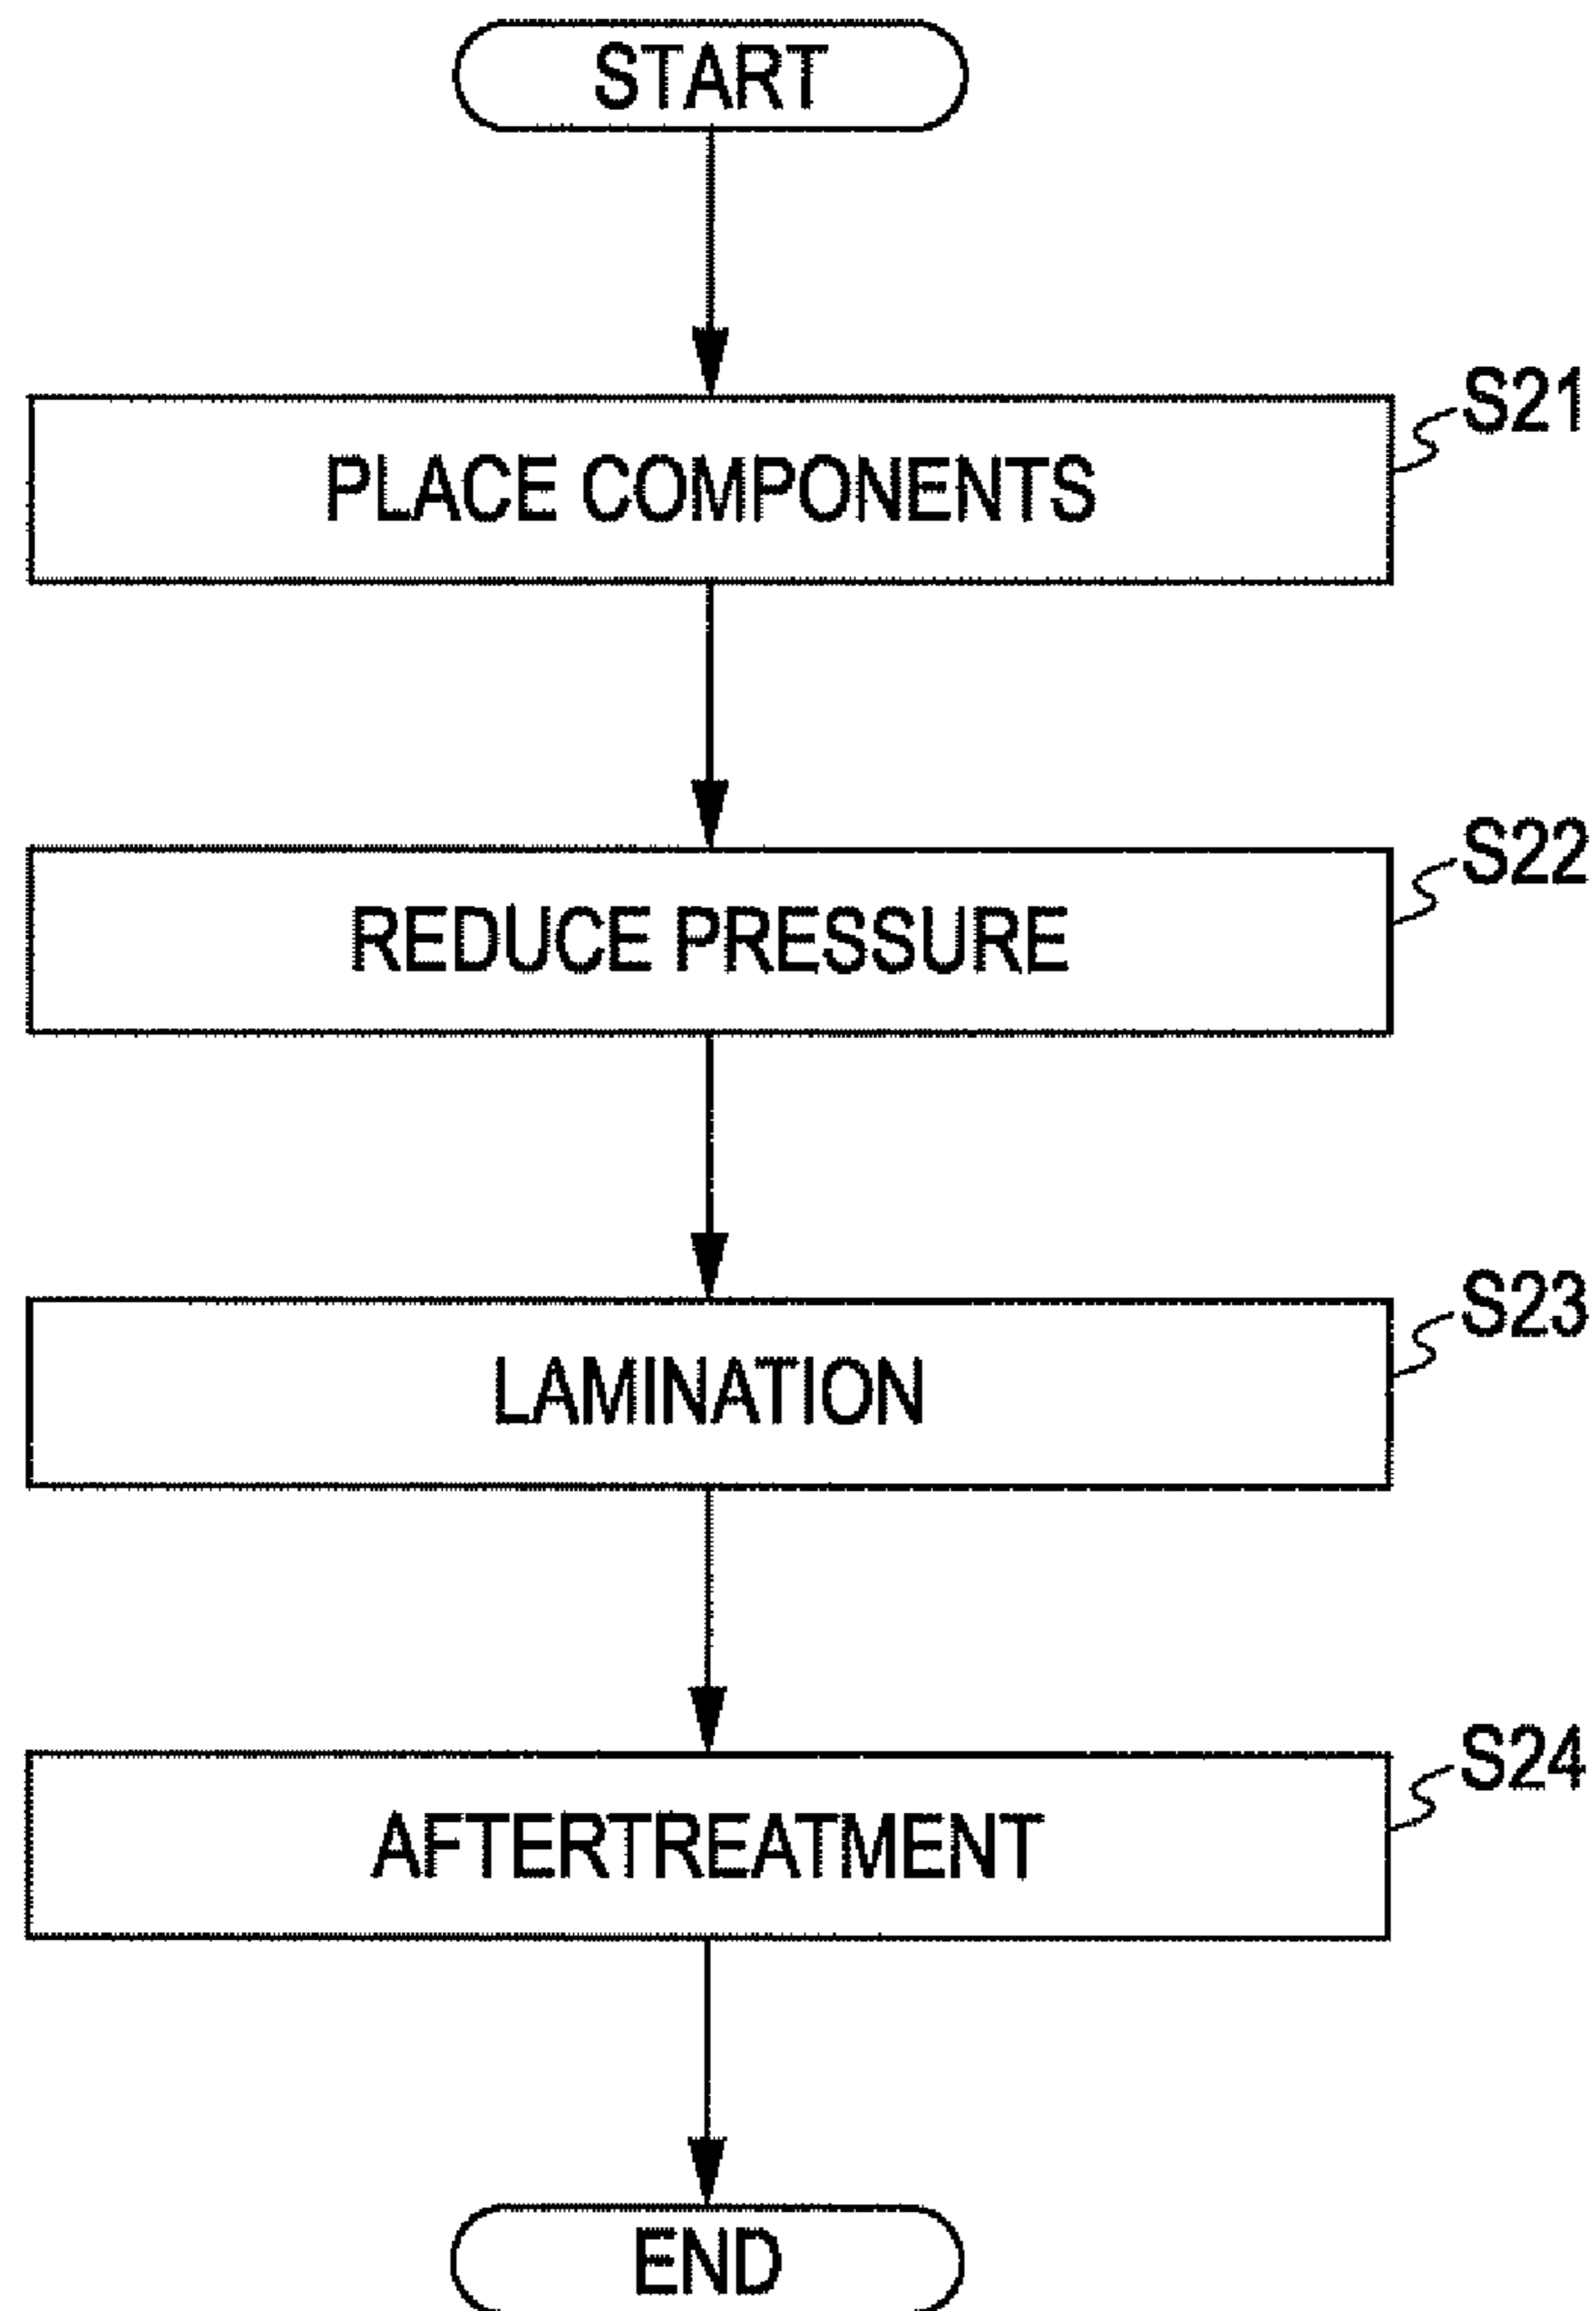 START
S21
PLACE COMPONENTS
S22
REDUCE PRESSURE
S23
LAMINATION
S24
AFTERTREATMENT
END